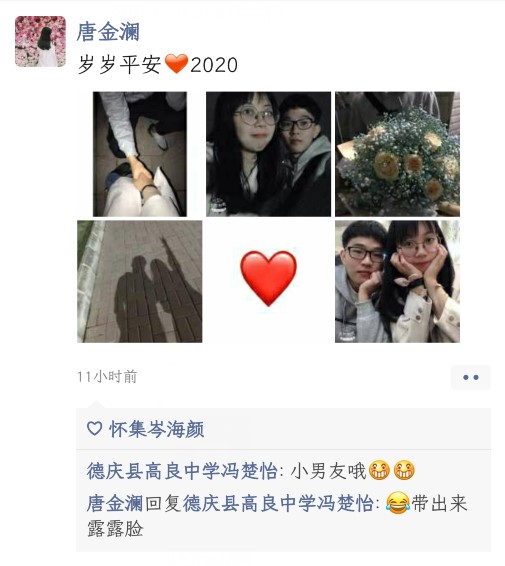 唐金澜
岁岁平安❤️2020
11小时前
怀集岑海颜
德庆县高良中学冯楚怡: 小男友哦😁😁
唐金澜回复德庆县高良中学冯楚怡: 😂带出来
露露脸